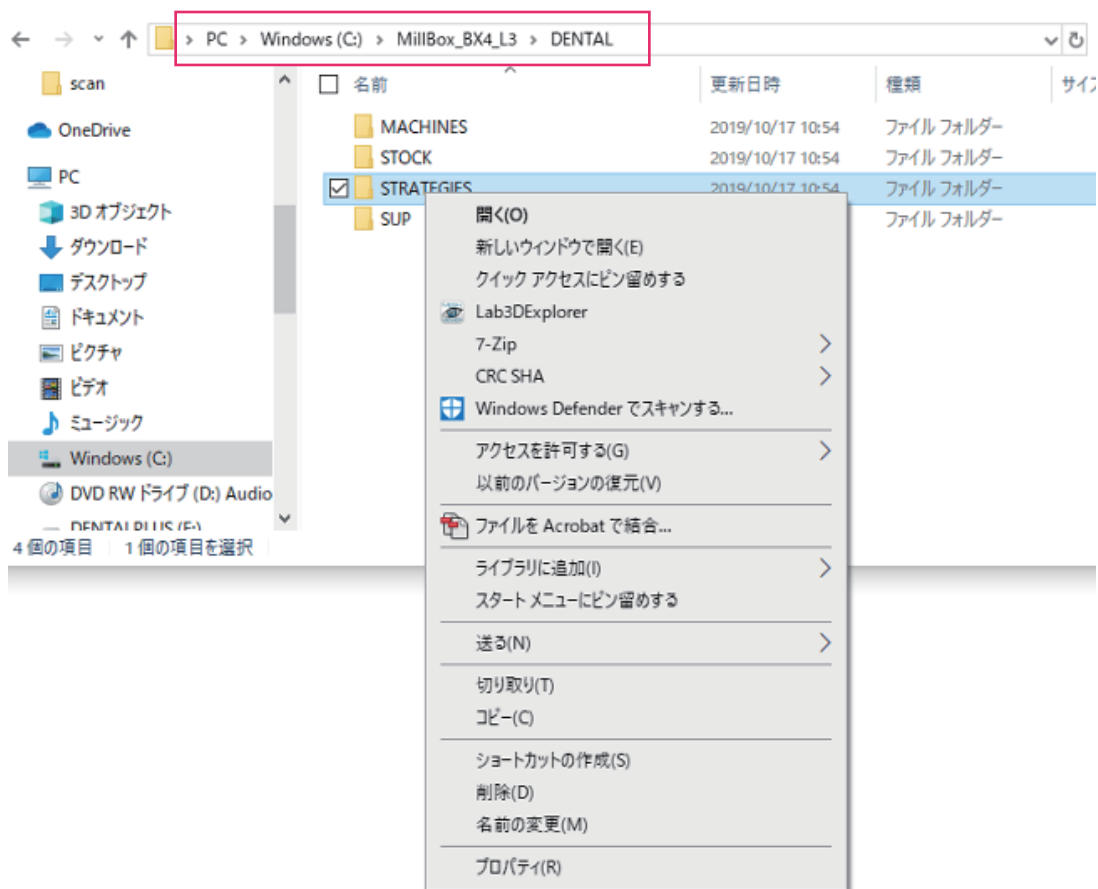 PC > Windows (C:) > MillBox_BX4_L3 > DENTAL
scan
OneDrive
PC
3D オブジェクト
ダウンロード
デスクトップ
ドキュメント
ピクチャ
ビデオ
ミュージック
Windows (C:)
DVD RW ドライブ (D:) Audio
DENTALPLUS (E:)
4 個の項目 1 個の項目を選択
名前 更新日時 種類 サイズ
MACHINES 2019/10/17 10:54 ファイル フォルダー
STOCK 2019/10/17 10:54 ファイル フォルダー
STRATEGIES 2019/10/17 10:54 ファイル フォルダー
SUP ファイル フォルダー
開く(O)
新しいウィンドウで開く(E)
クイック アクセスにピン留めする
Lab3DExplorer
7-Zip
CRC SHA
Windows Defender でスキャンする...
アクセスを許可する(G)
以前のバージョンの復元(V)
ファイルを Acrobat で結合...
ライブラリに追加(I)
スタート メニューにピン留めする
送る(N)
切り取り(T)
コピー(C)
ショートカットの作成(S)
削除(D)
名前の変更(M)
プロパティ(R)